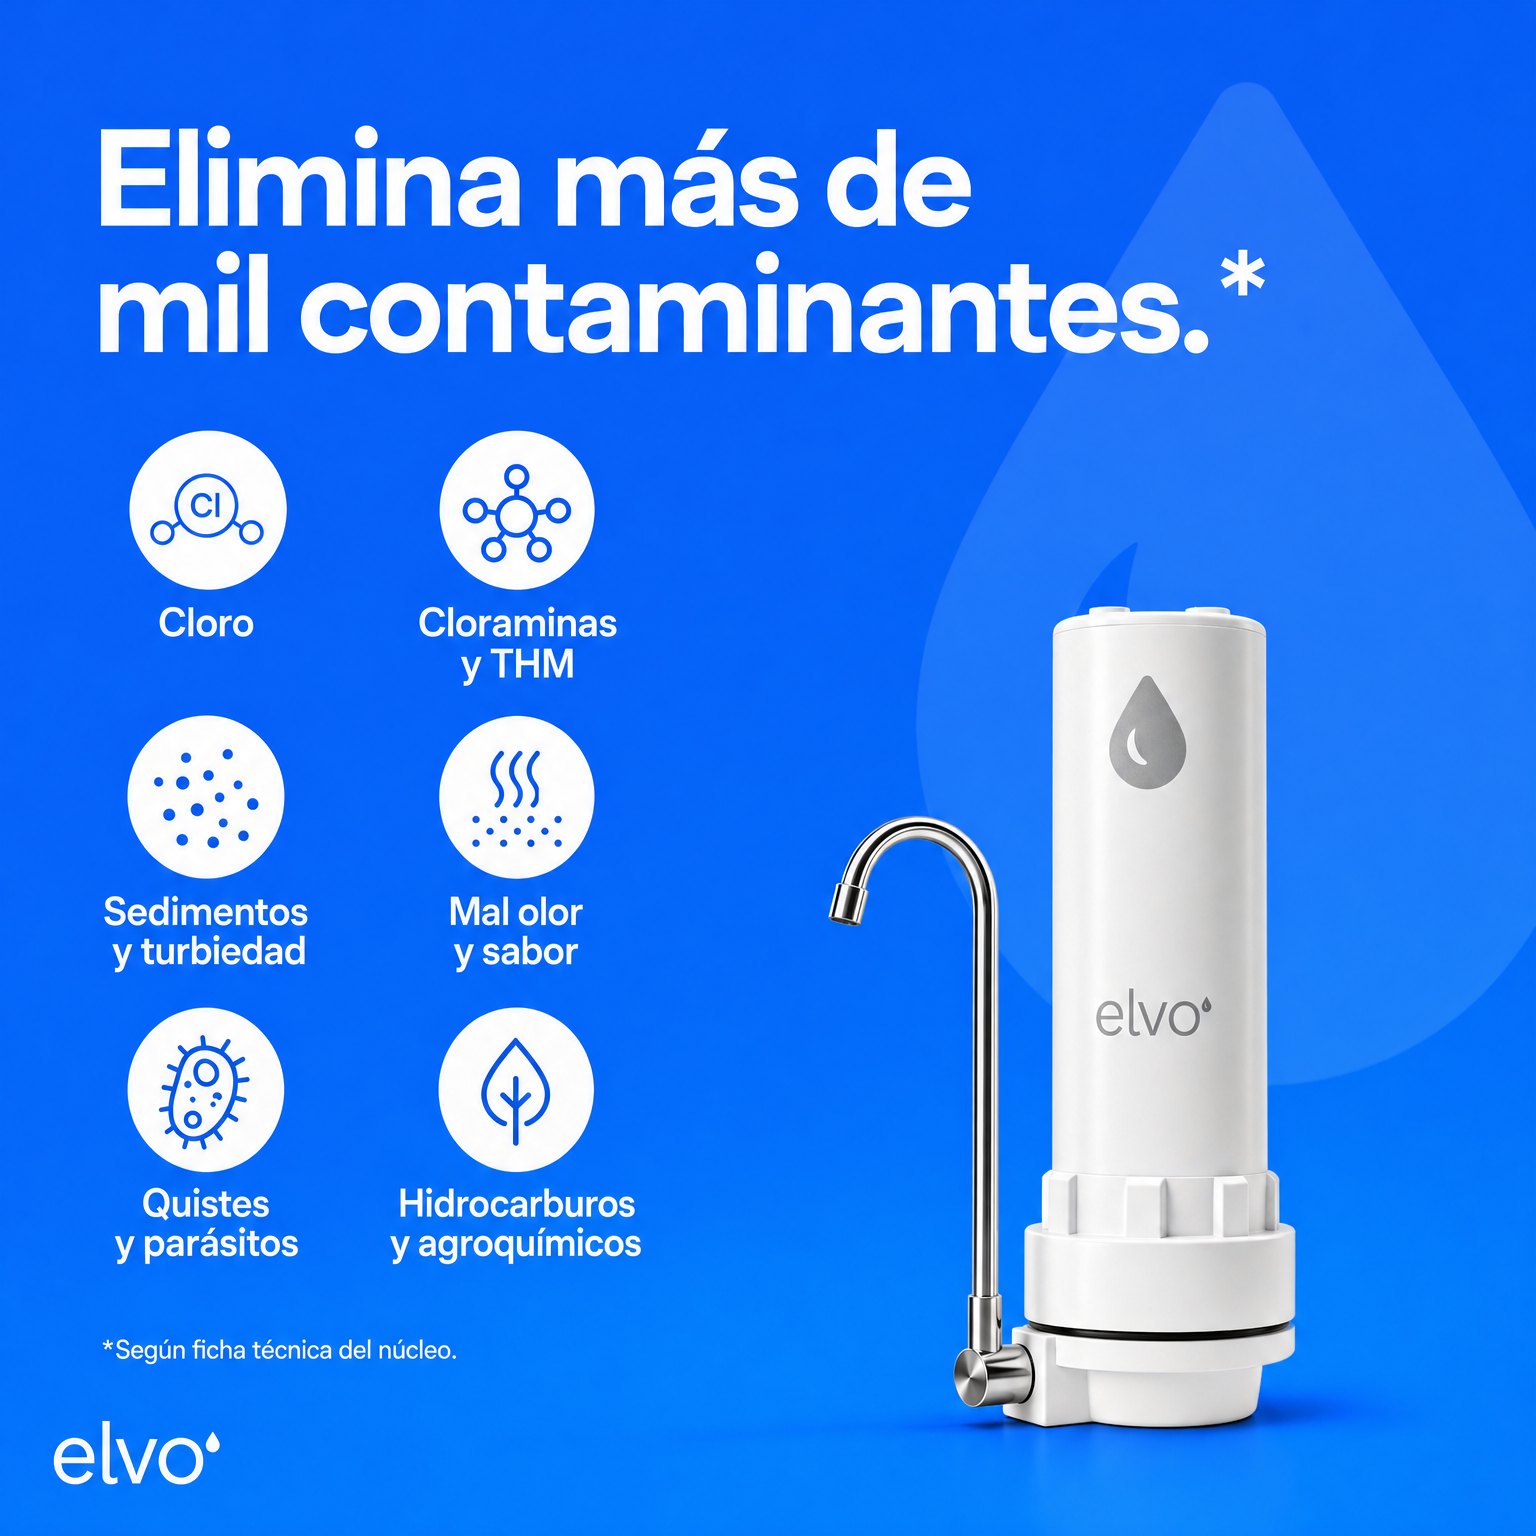 Elimina más de
mil contaminantes.*
Cl
Cloro
Cloraminas
y THM
Sedimentos
y turbiedad
Mal olor
y sabor
Quistes
y parásitos
Hidrocarburos
y agroquímicos
elvo
*Según ficha técnica del núcleo.
elvo